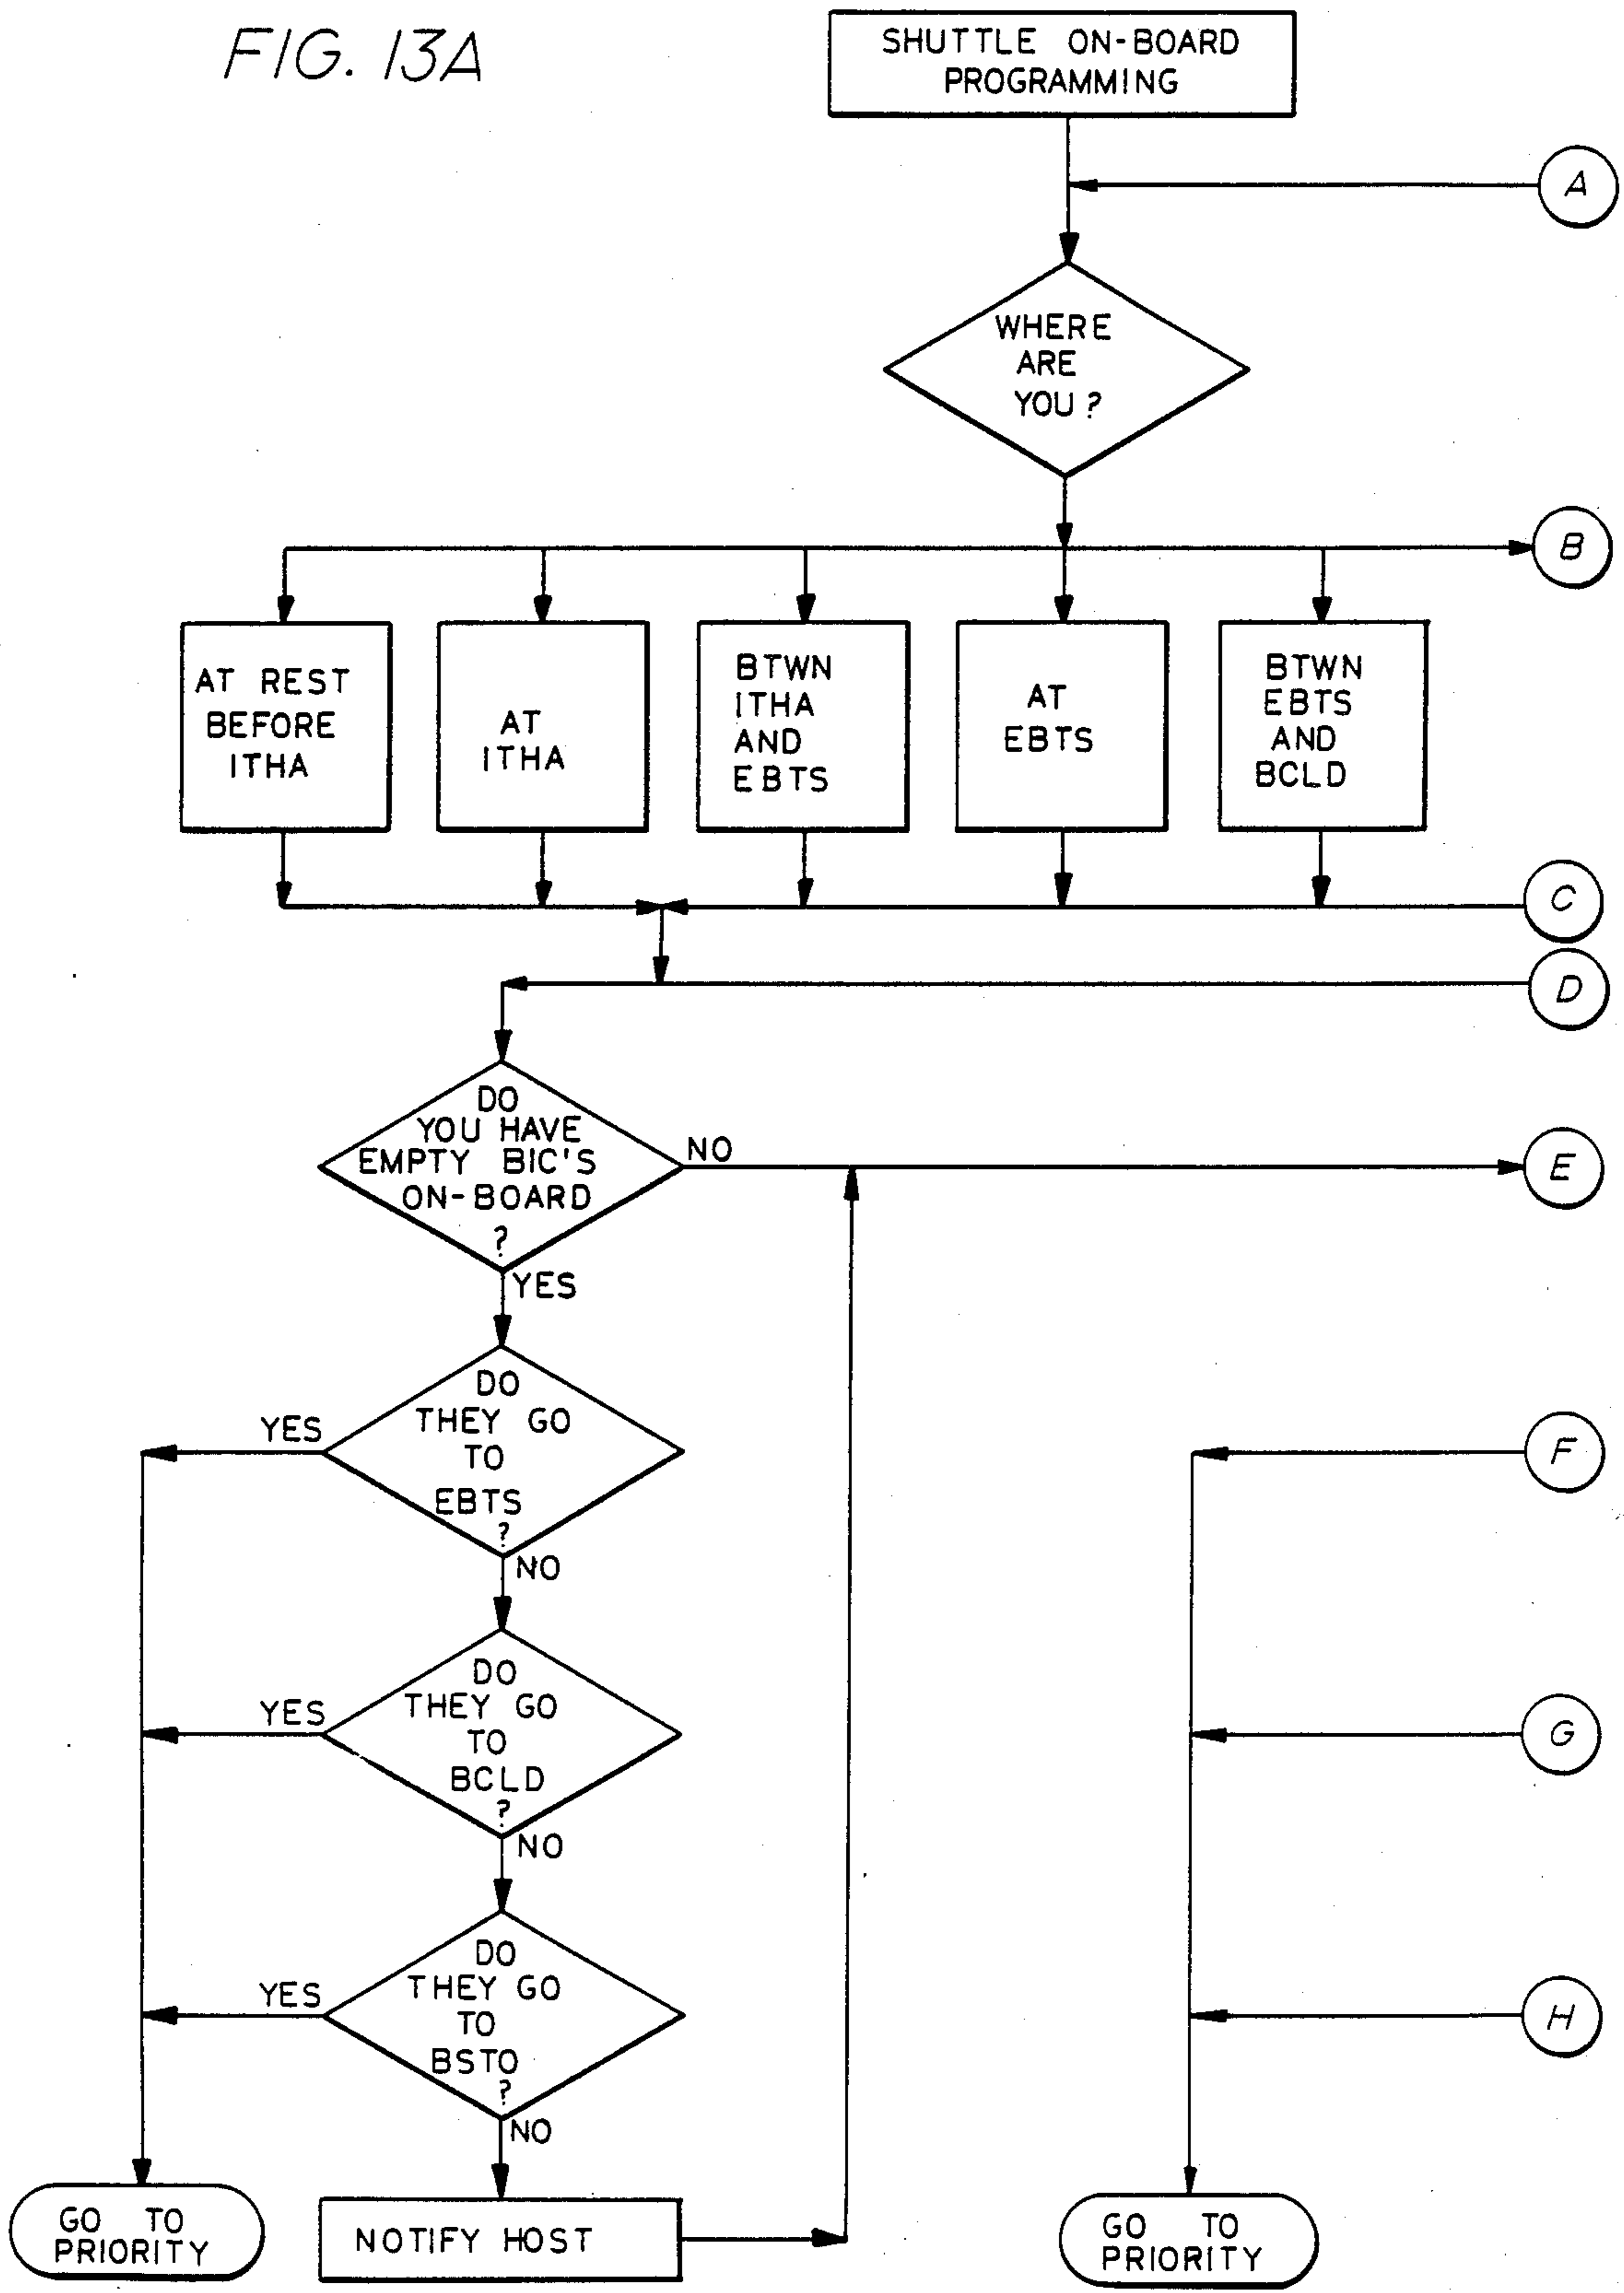 FIG. 13A
SHUTTLE ON-BOARD
PROGRAMMING
A
WHERE
ARE
YOU?
B
AT REST
BEFORE
ITHA
AT
ITHA
BTWN
ITHA
AND
EBTS
AT
EBTS
BTWN
EBTS
AND
BCLD
C
D
DO
YOU HAVE
EMPTY BIC'S
ON-BOARD
?
NO
E
YES
DO
THEY GO
TO
EBTS
?
YES
F
NO
DO
THEY GO
TO
BCLD
?
YES
G
NO
DO
THEY GO
TO
BSTO
?
YES
H
NO
GO TO
PRIORITY
NOTIFY HOST
GO TO
PRIORITY